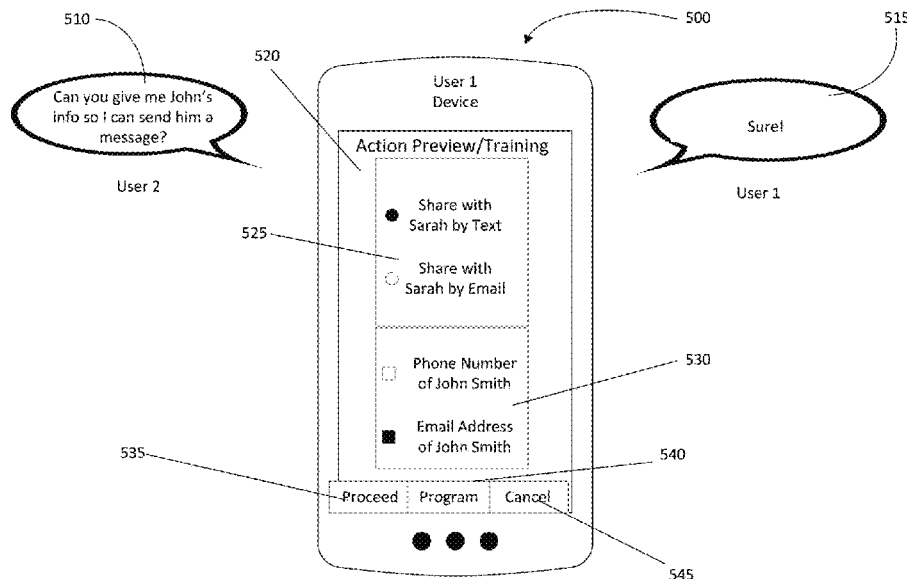 510
500
515
520
User 1
Device
Can you give me John's
info so I can send him a
message?
Sure!
User 2
User 1
Action Preview/Training
Share with
Sarah by Text
525
Share with
Sarah by Email
530
Phone Number
of John Smith
Email Address
of John Smith
535
540
Proceed Program Cancel
545